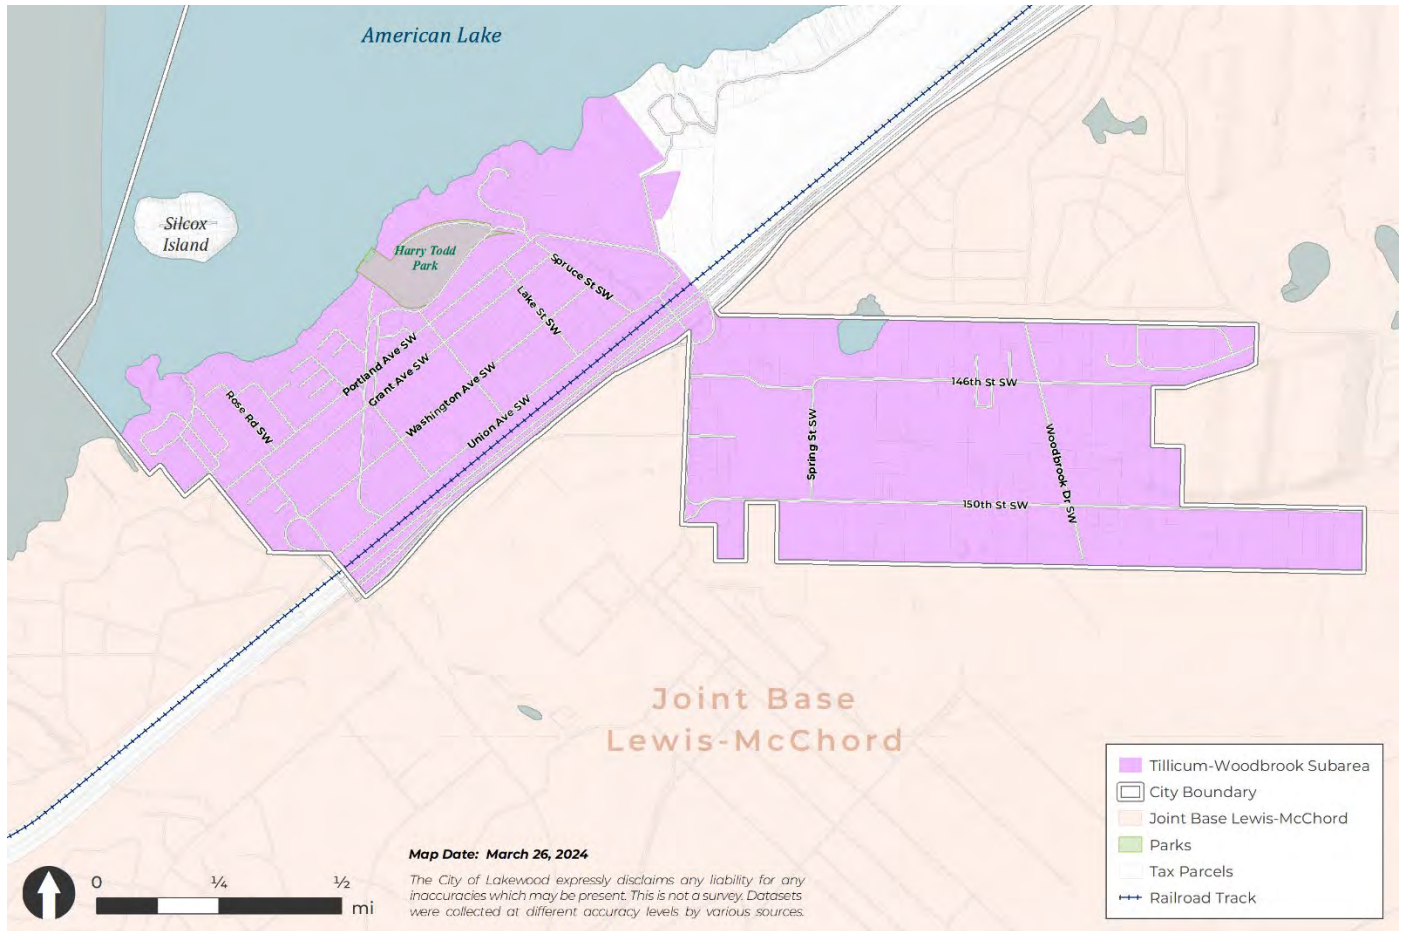 American Lake
Silcox
Island
Harry Todd
Park
Spruce St SW
Lake St SW
Portland Ave SW
Grant Ave SW
Washington Ave SW
Union Ave SW
Rose Rd SW
146th St SW
Spring St SW
Woodbrook Dr SW
150th St SW
Joint Base
Lewis-McChord
Tillicum-Woodbrook Subarea
City Boundary
Joint Base Lewis-McChord
Parks
Tax Parcels
Railroad Track
Map Date: March 26, 2024
The City of Lakewood expressly disclaims any liability for any
inaccuracies which may be present. This is not a survey. Datasets
were collected at different accuracy levels by various sources.
0 ¼ ½
mi